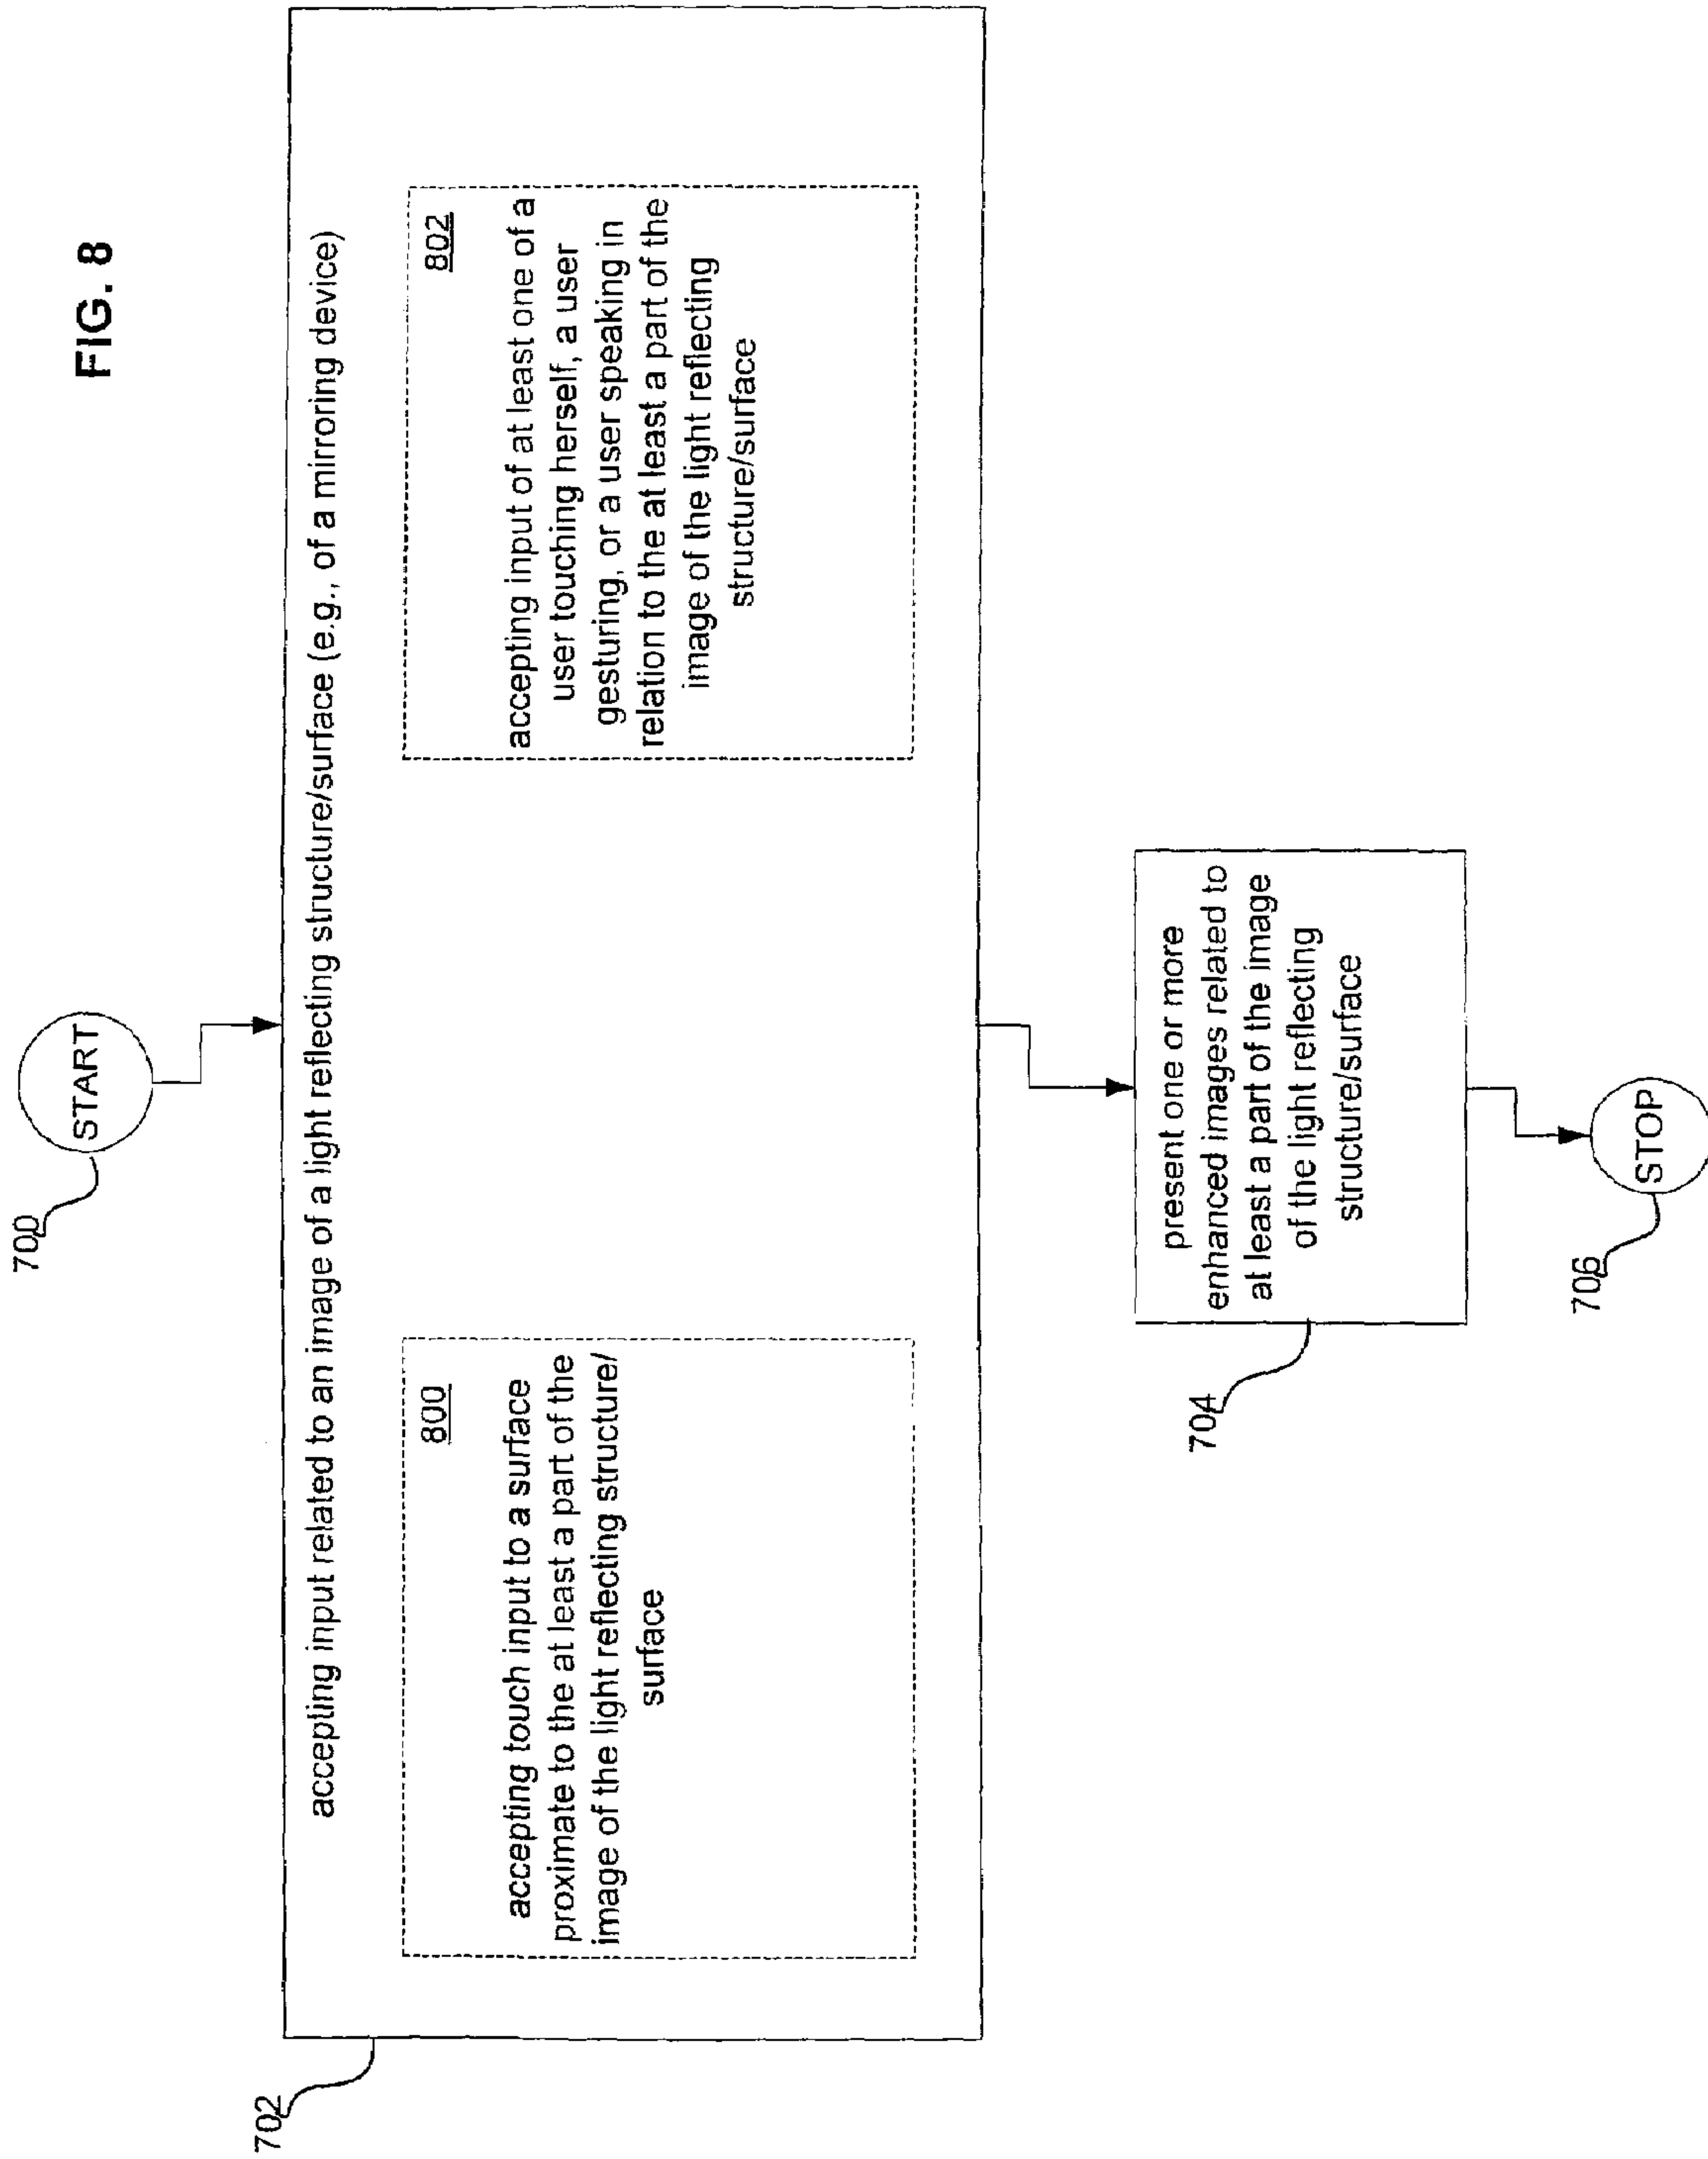 FIG. 8
700
START
702
accepting input related to an image of a light reflecting structure/surface (e.g., of a mirroring device)
800
accepting touch input to a surface
proximate to the at least a part of the
image of the light reflecting structure/
surface
802
accepting input of at least one of a
user touching herself, a user
gesturing, or a user speaking in
relation to the at least a part of the
image of the light reflecting
structure/surface
704
present one or more
enhanced images related to
at least a part of the image
of the light reflecting
structure/surface
706
STOP